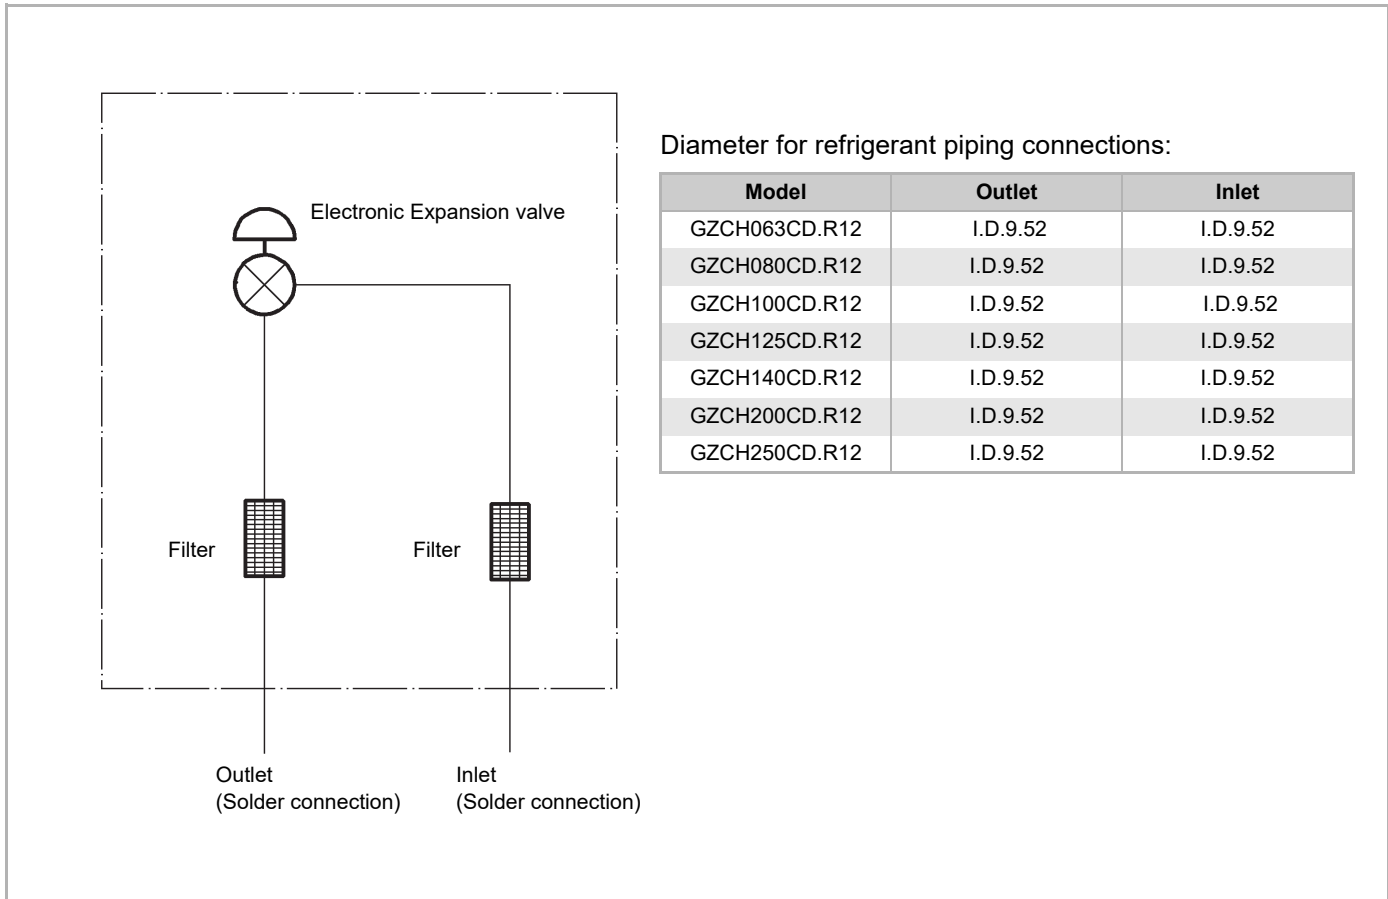 Electronic Expansion valve
Filter
Filter
Outlet
(Solder connection)
Inlet
(Solder connection)
Diameter for refrigerant piping connections:
Model Outlet Inlet
GZCH063CD.R12 I.D.9.52 I.D.9.52
GZCH080CD.R12 I.D.9.52 I.D.9.52
GZCH100CD.R12 I.D.9.52 I.D.9.52
GZCH125CD.R12 I.D.9.52 I.D.9.52
GZCH140CD.R12 I.D.9.52 I.D.9.52
GZCH200CD.R12 I.D.9.52 I.D.9.52
GZCH250CD.R12 I.D.9.52 I.D.9.52